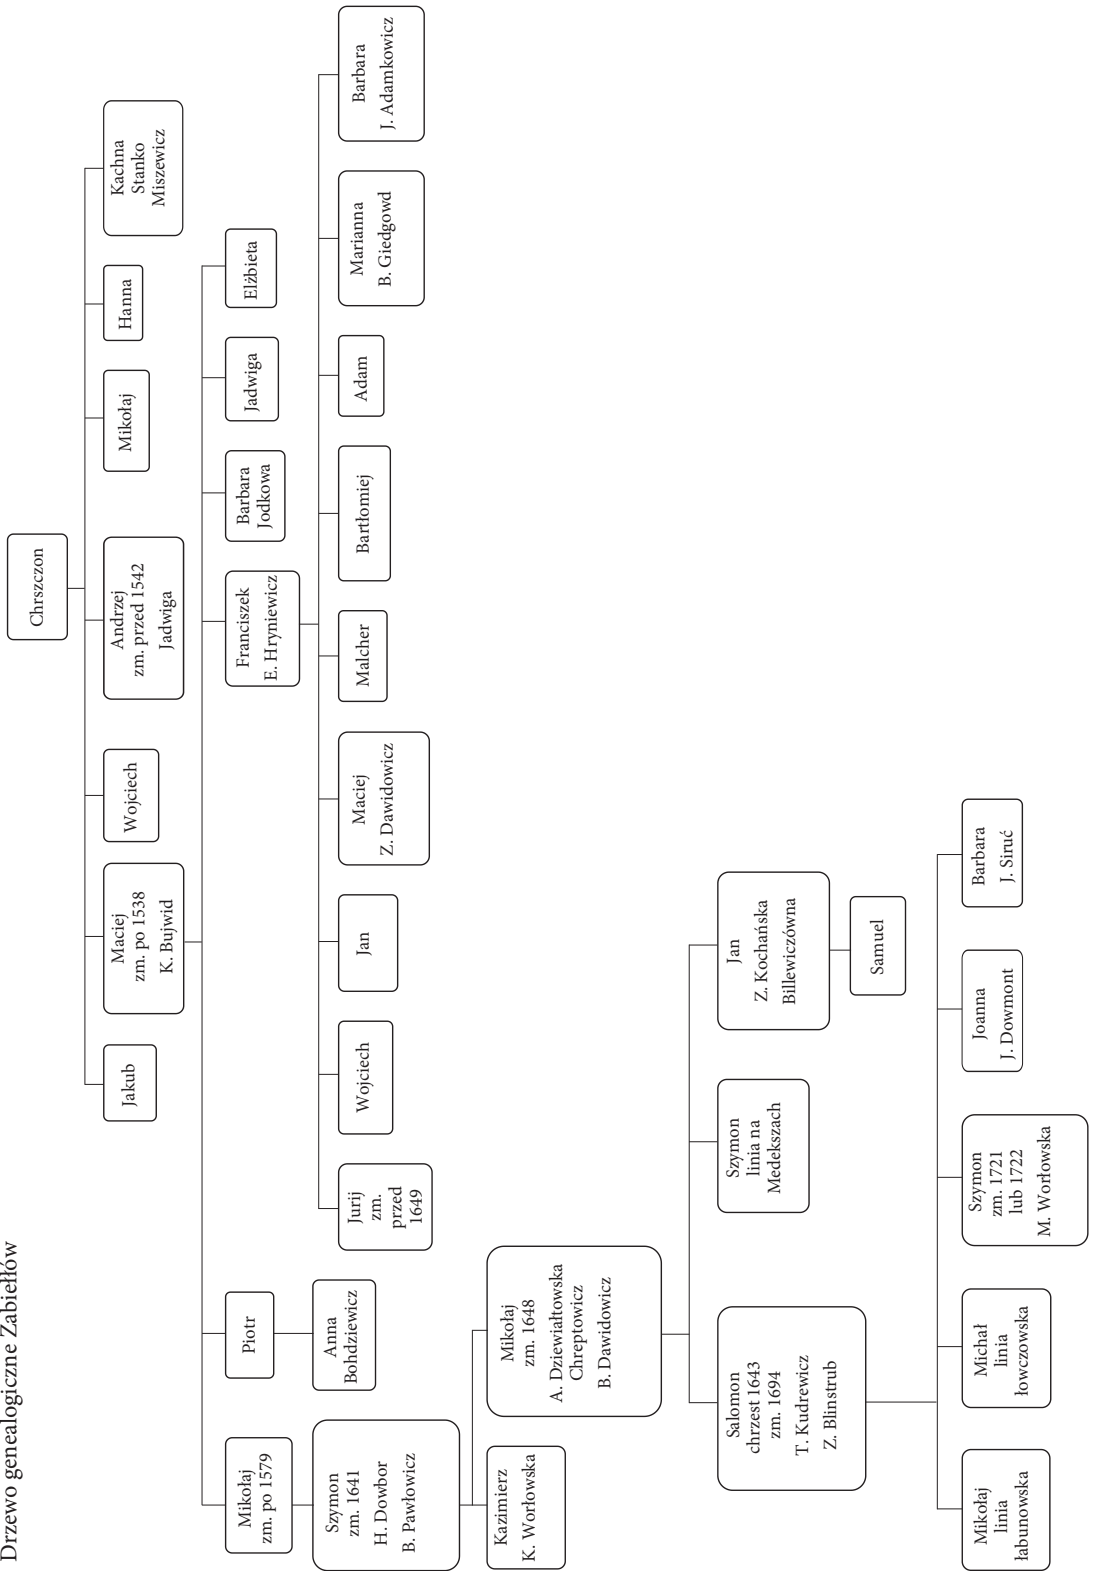 Drzewo genealogiczne Zabiełłów
Chrszczon
Jakub
Maciej
zm. po 1538
K. Bujwid
Wojciech
Andrzej
zm. przed 1542
Jadwiga
Mikołaj
Hanna
Kachna
Stanko
Miszewicz
Mikołaj
zm. po 1579
Piotr
Franciszek
E. Hryniewicz
Barbara
Jodkowa
Jadwiga
Elżbieta
Szymon
zm. 1641
H. Dowbor
B. Pawłowicz
Anna
Bohdziewicz
Jurij
zm.
przed
1649
Wojciech
Jan
Maciej
Z. Dawidowicz
Malcher
Bartłomiej
Adam
Marianna
B. Giedgowd
Barbara
J. Adamkowicz
Kazimierz
K. Worłowska
Mikołaj
zm. 1648
A. Dziewiałtowska
Chreptowicz
B. Dawidowicz
Salomon
chrzest 1643
zm. 1694
T. Kudrewicz
Z. Blinstrub
Szymon
linia na
Medekszach
Jan
Z. Kochańska
Billewiczówna
Samuel
Mikołaj
linia
łabunowska
Michał
linia
łowczowska
Szymon
zm. 1721
lub 1722
M. Worłowska
Joanna
J. Dowmont
Barbara
J. Siruć